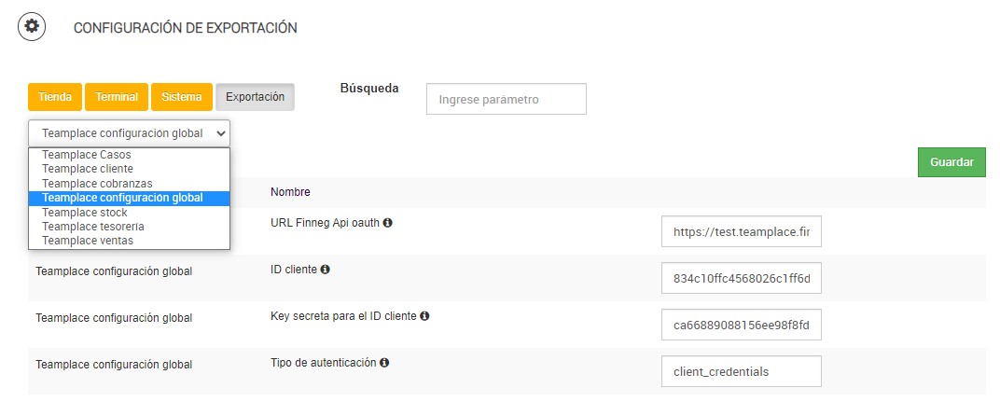 CONFIGURACIÓN DE EXPORTACIÓN
Tienda Terminal Sistema Exportación Búsqueda Ingrese parámetro
Teamplace configuración global
Teamplace Casos
Teamplace cliente
Teamplace cobranzas
Teamplace configuración global
Teamplace stock
Teamplace tesorería
Teamplace ventas
Guardar
Nombre
URL Finneg Api oauth https://test.teamplace.fin
Teamplace configuración global ID cliente 834c10ffc4568026c1ff6d
Teamplace configuración global Key secreta para el ID cliente ca66889088156ee98f8fd
Teamplace configuración global Tipo de autenticación client_credentials